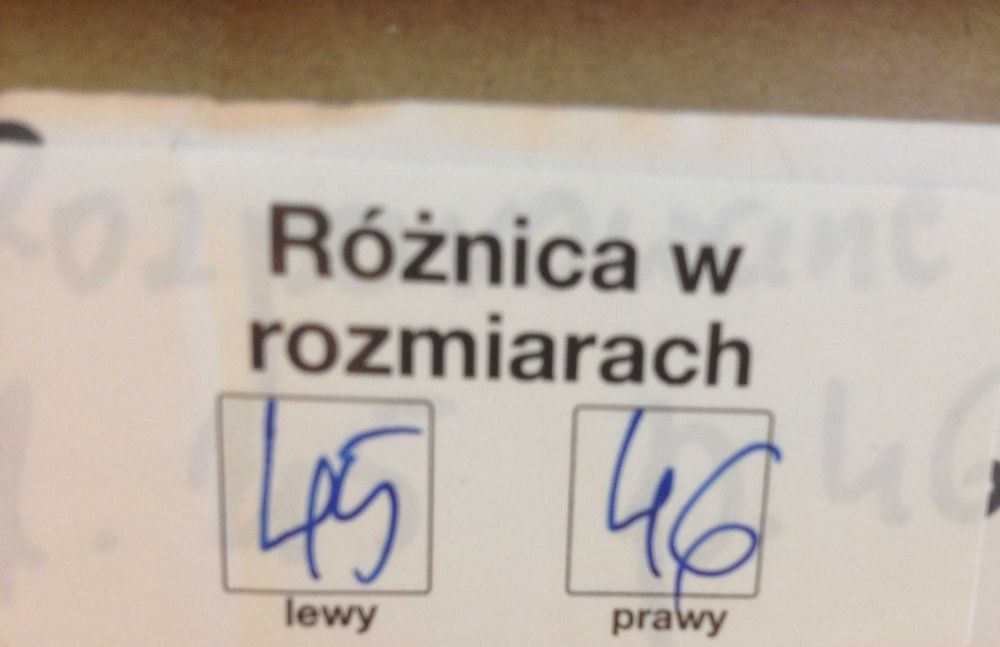 Różnica w
rozmiarach
45 46
lewy prawy